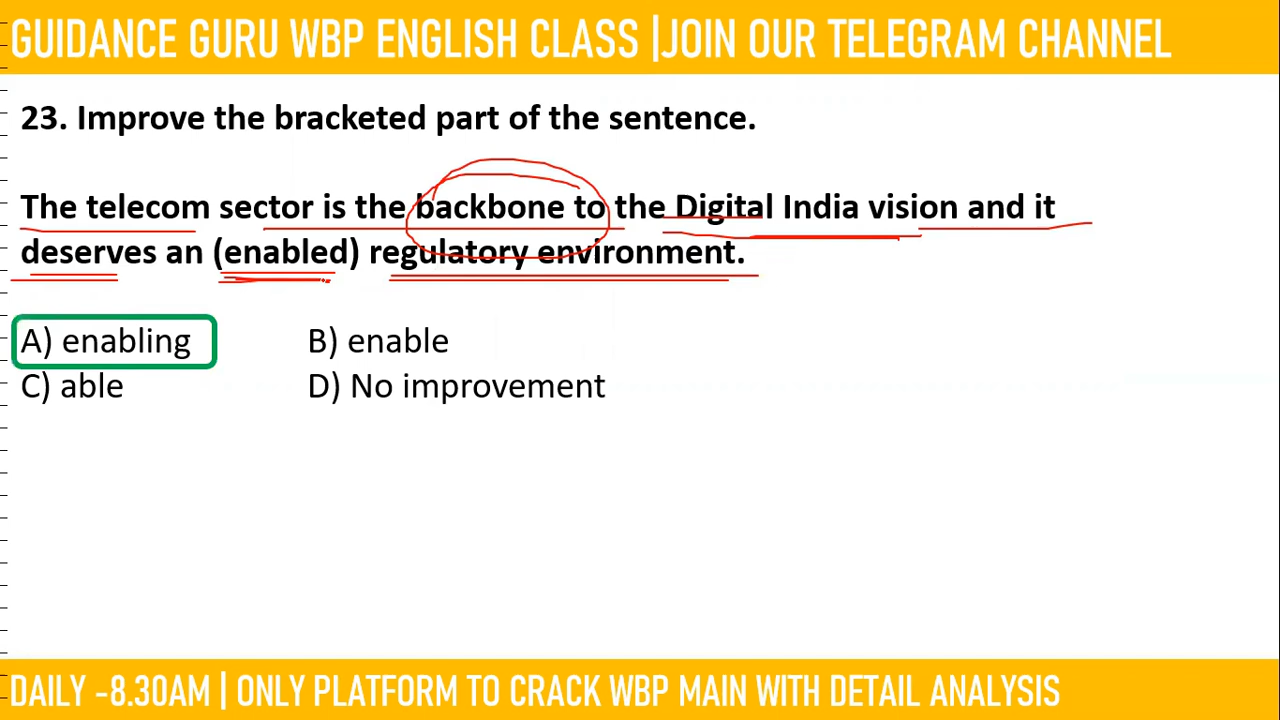 GUIDANCE GURU WBP ENGLISH CLASS |JOIN OUR TELEGRAM CHANNEL
23. Improve the bracketed part of the sentence.
The telecom sector is the backbone to the Digital India vision and it
deserves an (enabled) regulatory environment.
A) enabling B) enable
C) able D) No improvement
DAILY -8.30AM | ONLY PLATFORM TO CRACK WBP MAIN WITH DETAIL ANALYSIS